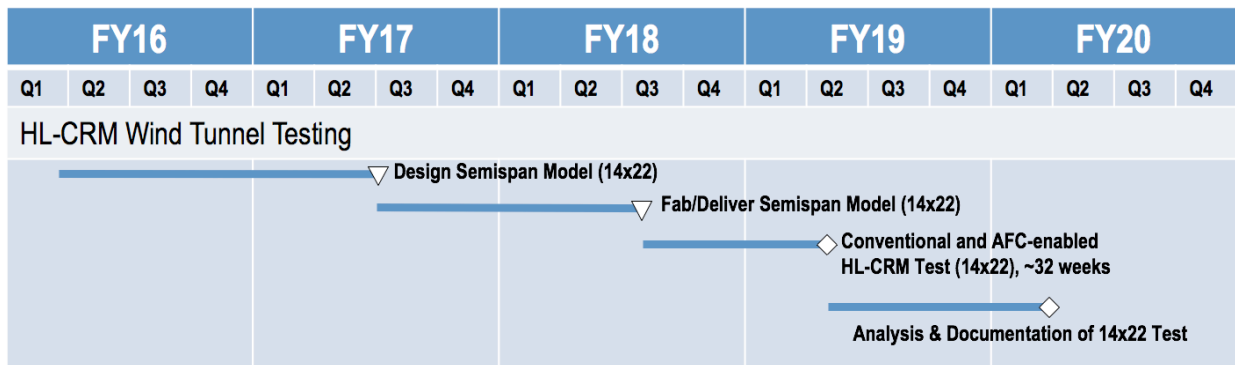 FY16 FY17 FY18 FY19 FY20
Q1 Q2 Q3 Q4 Q1 Q2 Q3 Q4 Q1 Q2 Q3 Q4 Q1 Q2 Q3 Q4 Q1 Q2 Q3 Q4
HL-CRM Wind Tunnel Testing
Design Semispan Model (14x22)
Fab/Deliver Semispan Model (14x22)
Conventional and AFC-enabled
HL-CRM Test (14x22), ~32 weeks
Analysis & Documentation of 14x22 Test